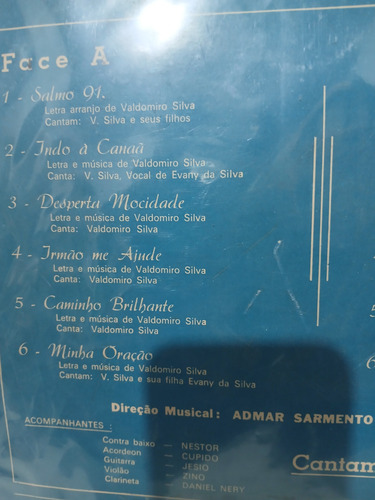 Face A
1 - Salmo 91.
Letra arranjo de Valdomiro Silva
Cantam: V. Silva e seus filhos
2 - Indo à Canaã
Letra e música de Valdomiro Silva
Canta: V. Silva, Vocal de Evany da Silva
3 - Desperta Mocidade
Letra e música de Valdomiro Silva
Canta: Valdomiro Silva
4 - Irmão me Ajude
Letra e música de Valdomiro Silva
Canta: Valdomiro Silva
5 - Caminho Brilhante
Letra e música de Valdomiro Silva
Canta: Valdomiro Silva
6 - Minha Oração
Letra e música de Valdomiro Silva
Cantam: V. Silva e sua filha Evany da Silva
Direção Musical: ADMAR SARMENTO
ACOMPANHANTES :
Contra baixo — NESTOR
Acordeon — CUPIDO
Guitarra — JESIO
Violão — ZINO
Clarineta — DANIEL NERY
Cantam